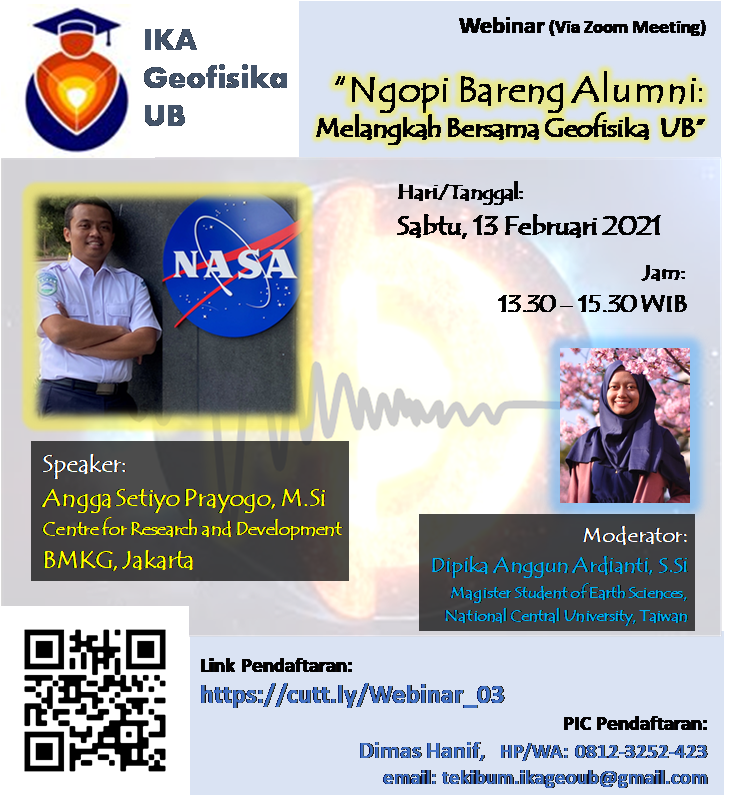 IKA
Geofisika
UB
Webinar (Via Zoom Meeting)
“Ngopi Bareng Alumni:
Melangkah Bersama Geofisika UB”
Hari/Tanggal:
Sabtu, 13 Februari 2021
Jam:
13.30 – 15.30 WIB
NASA
Speaker:
Angga Setiyo Prayogo, M.Si
Centre for Research and Development
BMKG, Jakarta
Moderator:
Dipika Anggun Ardianti, S.Si
Magister Student of Earth Sciences,
National Central University, Taiwan
Link Pendaftaran:
https://cutt.ly/Webinar_03
PIC Pendaftaran:
Dimas Hanif, HP/WA: 0812-3252-423
email: tekibum.ikageoub@gmail.com